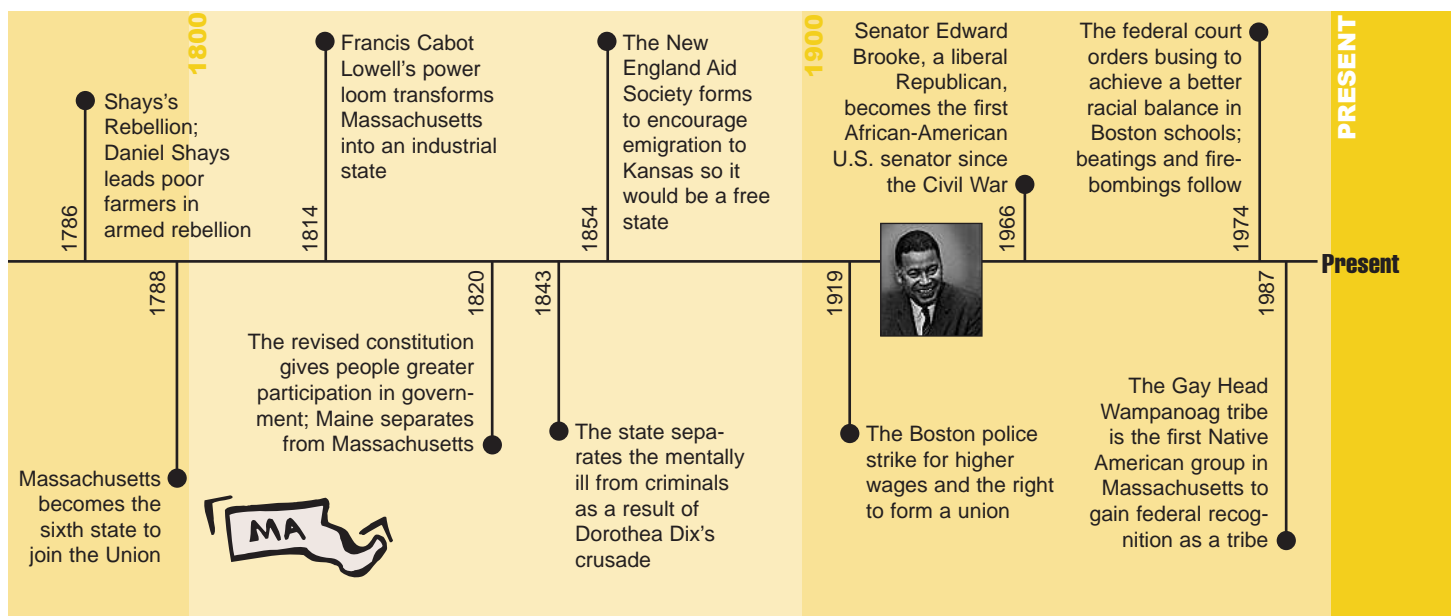 1800
1900
PRESENT
1786
Shays's
Rebellion;
Daniel Shays
leads poor
farmers in
armed rebellion
1788
Massachusetts
becomes the
sixth state to
join the Union
1814
Francis Cabot
Lowell's power
loom transforms
Massachusetts
into an industrial
state
1820
The revised constitution
gives people greater
participation in govern-
ment; Maine separates
from Massachusetts
1843
The state sepa-
rates the mentally
ill from criminals
as a result of
Dorothea Dix's
crusade
1854
The New
England Aid
Society forms
to encourage
emigration to
Kansas so it
would be a free
state
1919
The Boston police
strike for higher
wages and the right
to form a union
1966
Senator Edward
Brooke, a liberal
Republican,
becomes the first
African-American
U.S. senator since
the Civil War
1974
The federal court
orders busing to
achieve a better
racial balance in
Boston schools;
beatings and fire-
bombings follow
1987
The Gay Head
Wampanoag tribe
is the first Native
American group in
Massachusetts to
gain federal recog-
nition as a tribe
Present
MA